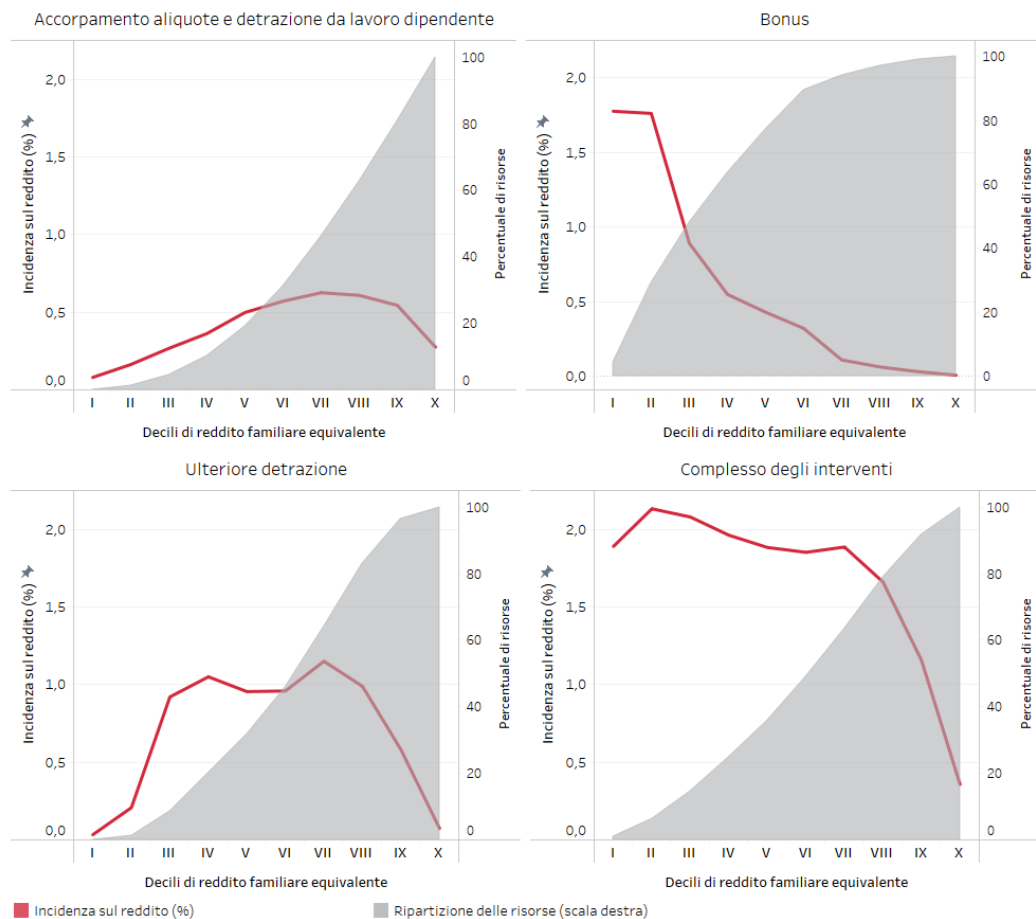 Accorpamento aliquote e detrazione da lavoro dipendente
Incidenza sul reddito (%)
2,0
1,5
1,0
0,5
0,0
100
80
60
40
20
0
Percentuale di risorse
I II III IV V VI VII VIII IX X
Decili di reddito familiare equivalente
Bonus
Incidenza sul reddito (%)
2,0
1,5
1,0
0,5
0,0
100
80
60
40
20
0
Percentuale di risorse
I II III IV V VI VII VIII IX X
Decili di reddito familiare equivalente
Ulteriore detrazione
Incidenza sul reddito (%)
2,0
1,5
1,0
0,5
0,0
100
80
60
40
20
0
Percentuale di risorse
I II III IV V VI VII VIII IX X
Decili di reddito familiare equivalente
Complesso degli interventi
Incidenza sul reddito (%)
2,0
1,5
1,0
0,5
0,0
100
80
60
40
20
0
Percentuale di risorse
I II III IV V VI VII VIII IX X
Decili di reddito familiare equivalente
Incidenza sul reddito (%)
Ripartizione delle risorse (scala destra)